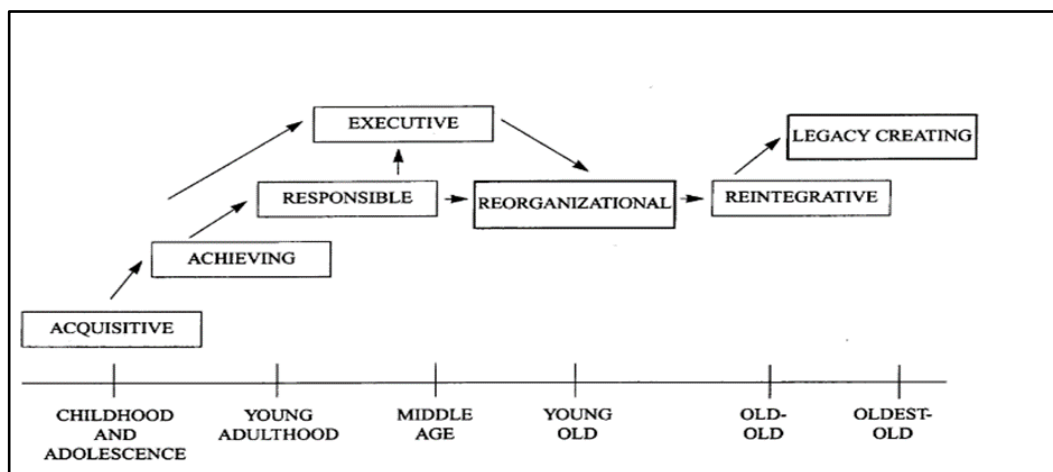 EXECUTIVE
LEGACY CREATING
RESPONSIBLE
REORGANIZATIONAL
REINTEGRATIVE
ACHIEVING
ACQUISITIVE
CHILDHOOD
AND
ADOLESCENCE
YOUNG
ADULTHOOD
MIDDLE
AGE
YOUNG
OLD
OLD-
OLD
OLDEST-
OLD